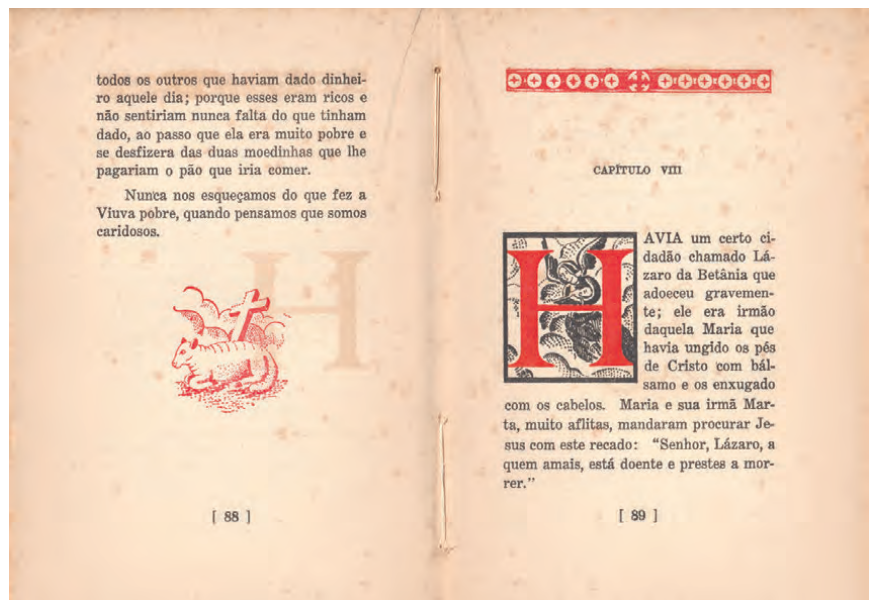 todos os outros que haviam dado dinhei-
ro aquele dia; porque esses eram ricos e
não sentiriam nunca falta do que tinham
dado, ao passo que ela era muito pobre e
se desfizera das duas moedinhas que lhe
pagariam o pão que iria comer.
Nunca nos esqueçamos do que fez a
Viuva pobre, quando pensamos que somos
caridosos.
[ 88 ]
CAPÍTULO VIII
HAVIA um certo ci-
dadão chamado Lá-
zaro da Betânia que
adoeceu gravemen-
te; ele era irmão
daquela Maria que
havia ungido os pés
de Cristo com bál-
samo e os enxugado
com os cabelos. Maria e sua irmã Mar-
ta, muito aflitas, mandaram procurar Je-
sus com este recado: "Senhor, Lázaro, a
quem amais, está doente e prestes a mor-
rer."
[ 89 ]